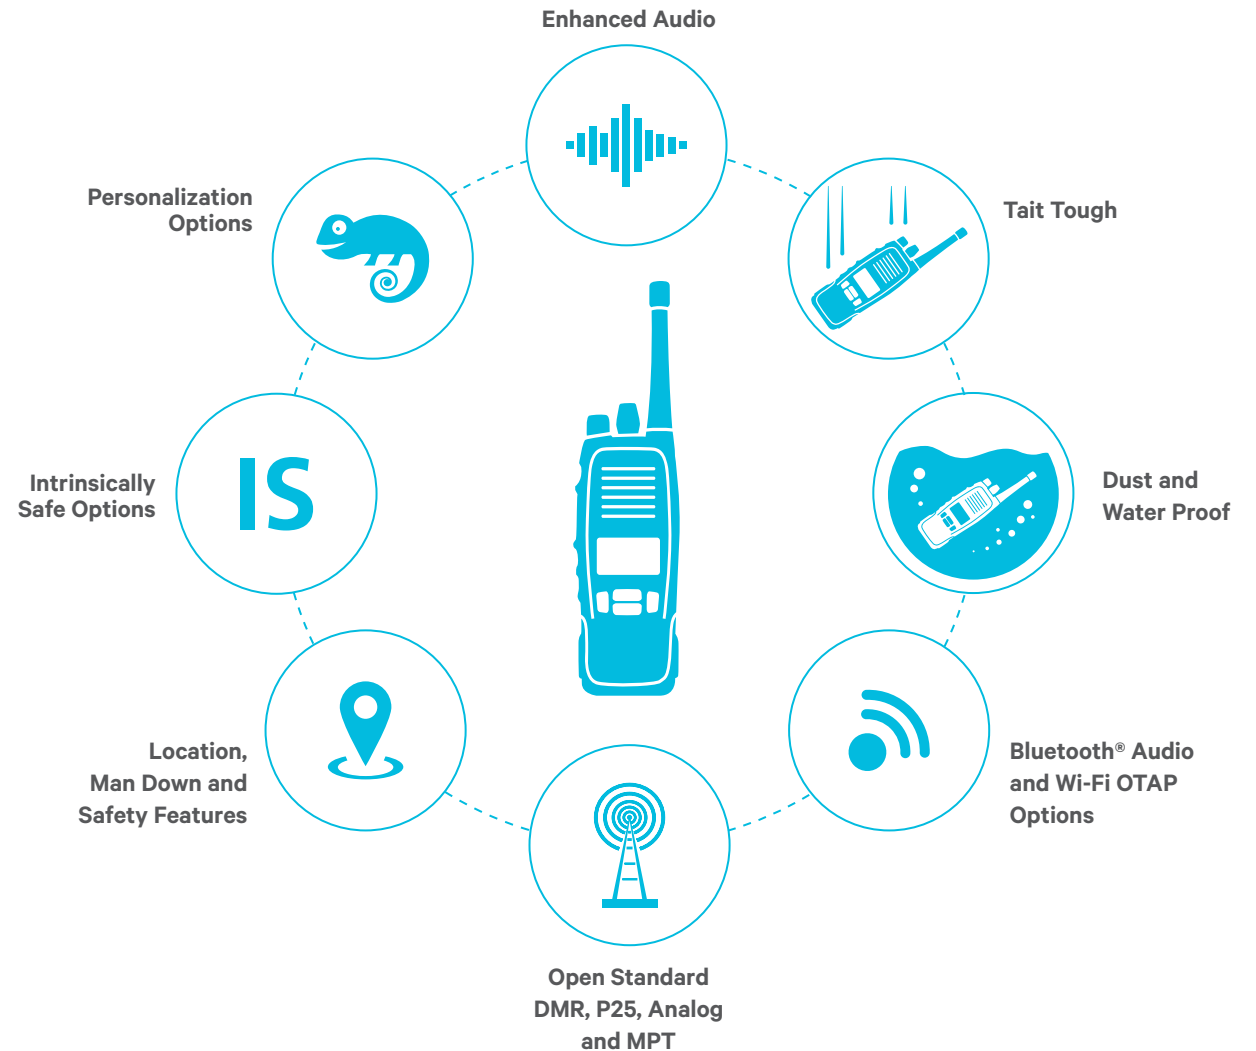 Enhanced Audio
Tait Tough
Dust and
Water Proof
Bluetooth® Audio
and Wi-Fi OTAP
Options
Open Standard
DMR, P25, Analog
and MPT
Location,
Man Down and
Safety Features
Intrinsically
Safe Options
IS
Personalization
Options